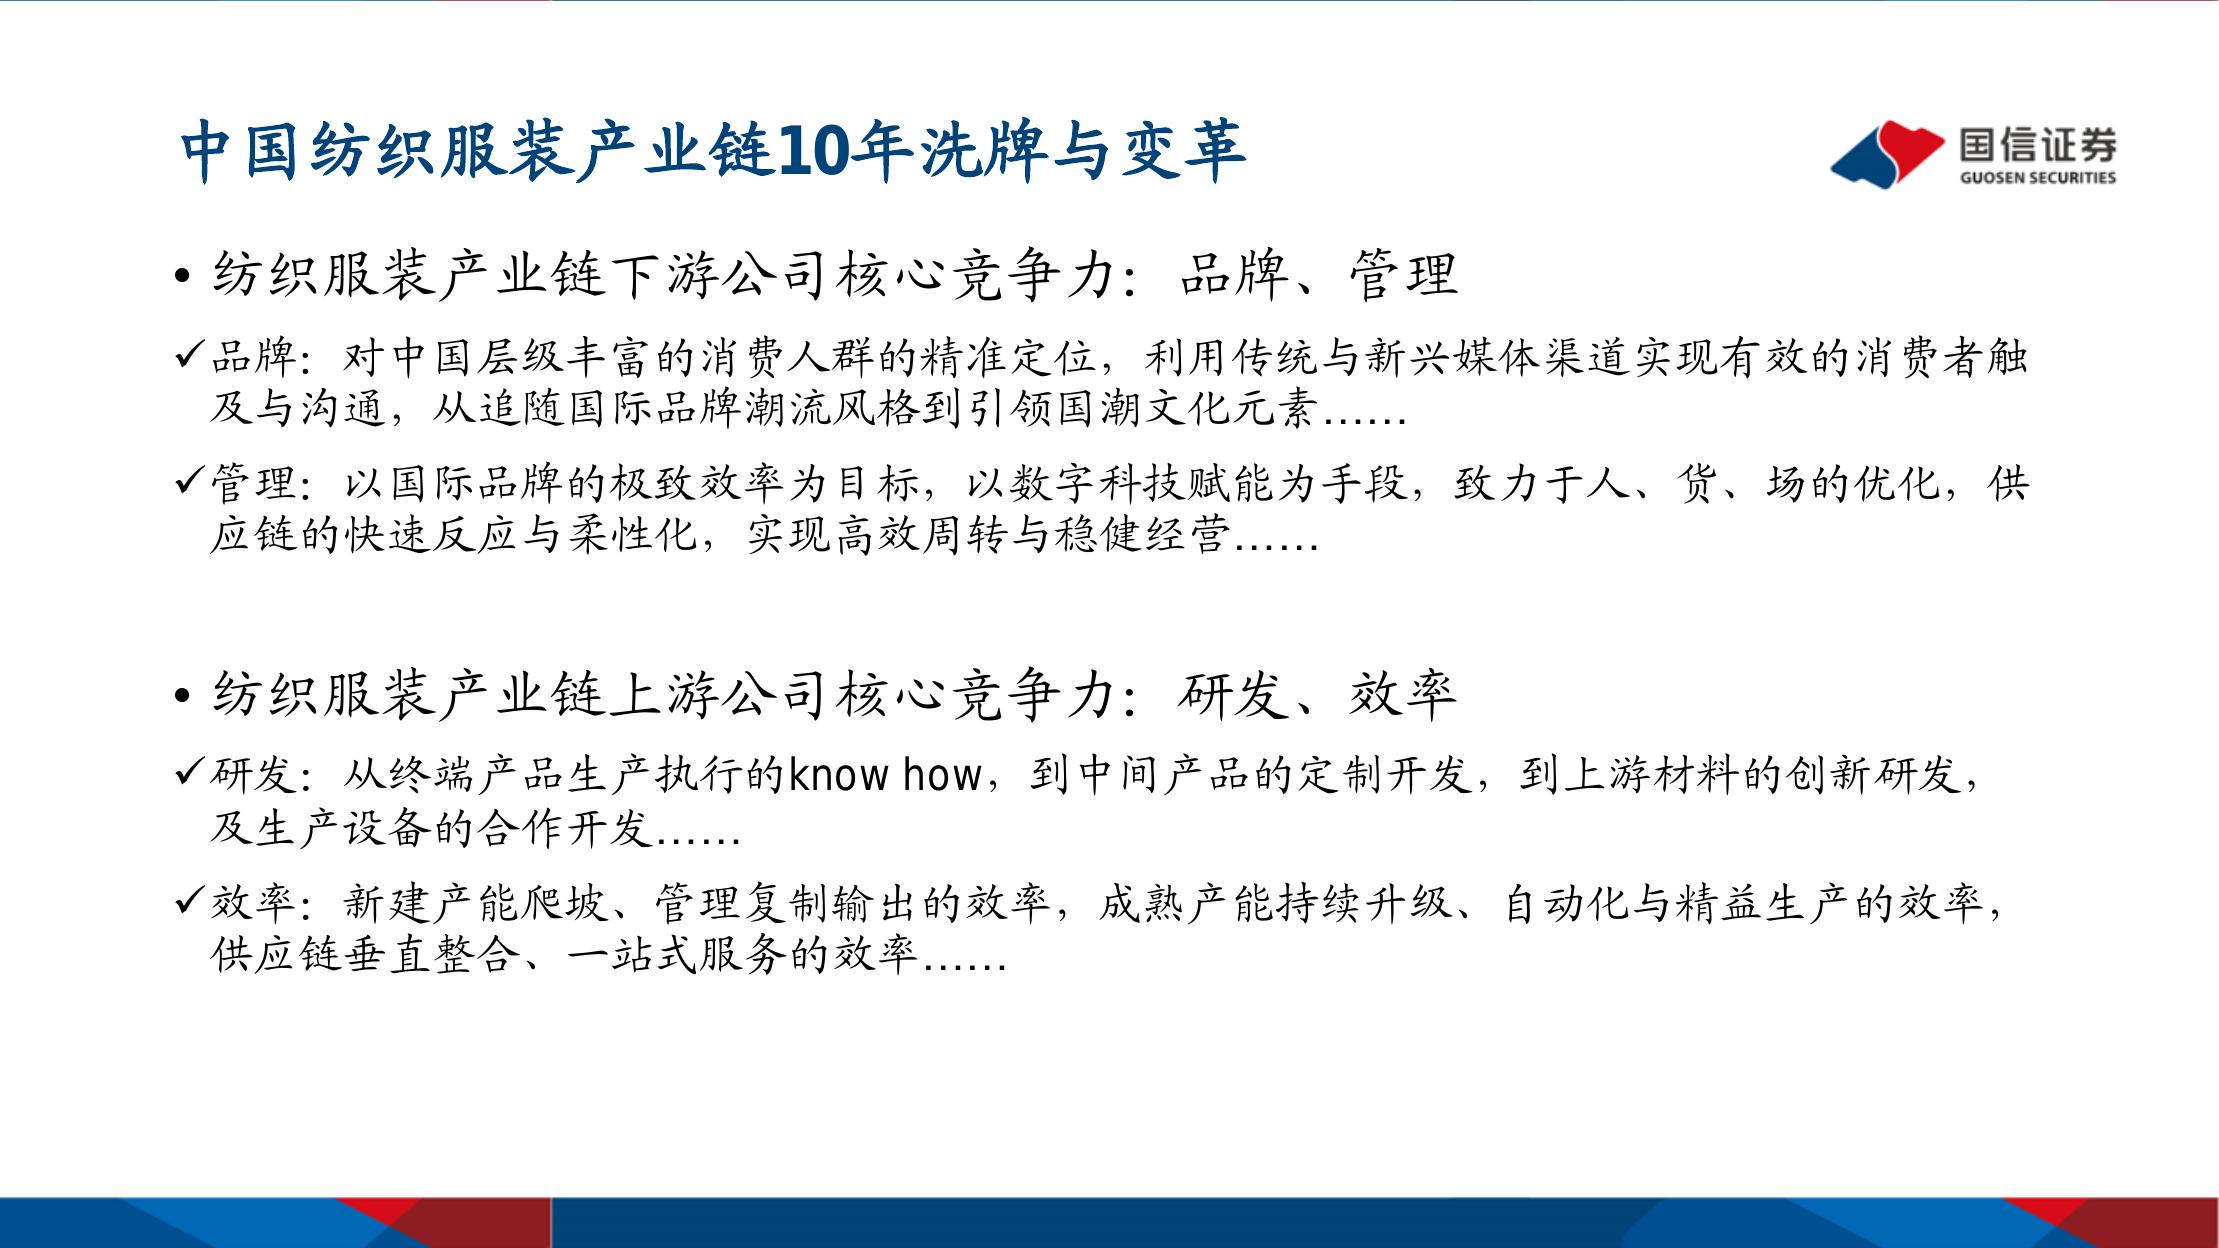 中国纺织服装产业链10年洗牌与变革
国信证券
GUOSEN SECURITIES
• 纺织服装产业链下游公司核心竞争力：品牌、管理
✓品牌：对中国层级丰富的消费人群的精准定位，利用传统与新兴媒体渠道实现有效的消费者触
及与沟通，从追随国际品牌潮流风格到引领国潮文化元素……
✓管理：以国际品牌的极致效率为目标，以数字科技赋能为手段，致力于人、货、场的优化，供
应链的快速反应与柔性化，实现高效周转与稳健经营……
• 纺织服装产业链上游公司核心竞争力：研发、效率
✓研发：从终端产品生产执行的know how，到中间产品的定制开发，到上游材料的创新研发，
及生产设备的合作开发……
✓效率：新建产能爬坡、管理复制输出的效率，成熟产能持续升级、自动化与精益生产的效率，
供应链垂直整合、一站式服务的效率……